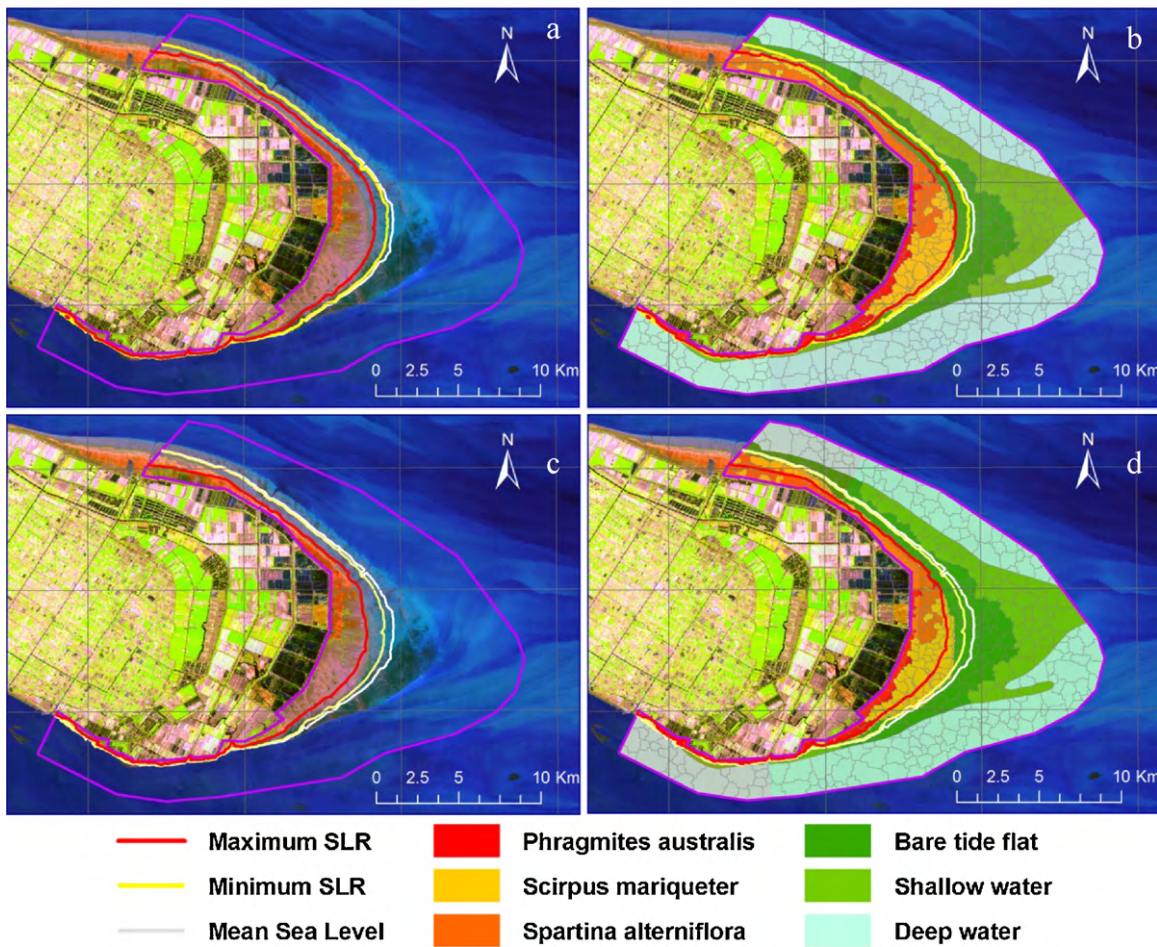 a
N
0 2.5 5 10 Km
b
N
0 2.5 5 10 Km
c
N
0 2.5 5 10 Km
d
N
0 2.5 5 10 Km
Maximum SLR Phragmites australis Bare tide flat
Minimum SLR Scirpus mariqueter Shallow water
Mean Sea Level Spartina alterniflora Deep water